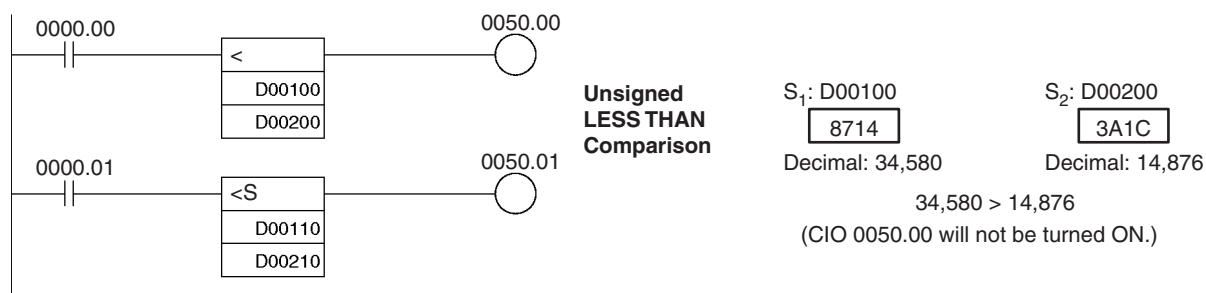 0000.00
0050.00
<
D00100
D00200
0000.01
0050.01
<S
D00110
D00210
Unsigned
LESS THAN
Comparison
S1: D00100
8714
Decimal: 34,580
S2: D00200
3A1C
Decimal: 14,876
34,580 > 14,876
(CIO 0050.00 will not be turned ON.)